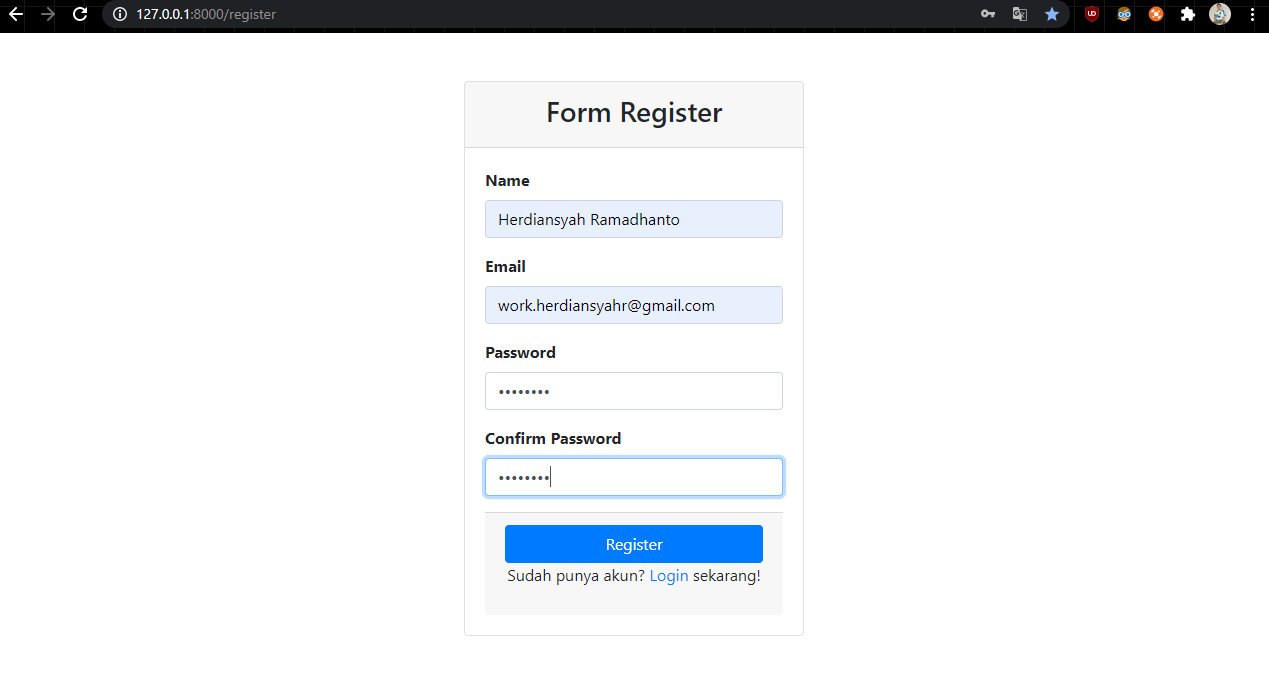 127.0.0.1:8000/register
Form Register
Name
Herdiansyah Ramadhanto
Email
work.herdiansyahr@gmail.com
Password
••••••••
Confirm Password
••••••••
Register
Sudah punya akun? Login sekarang!